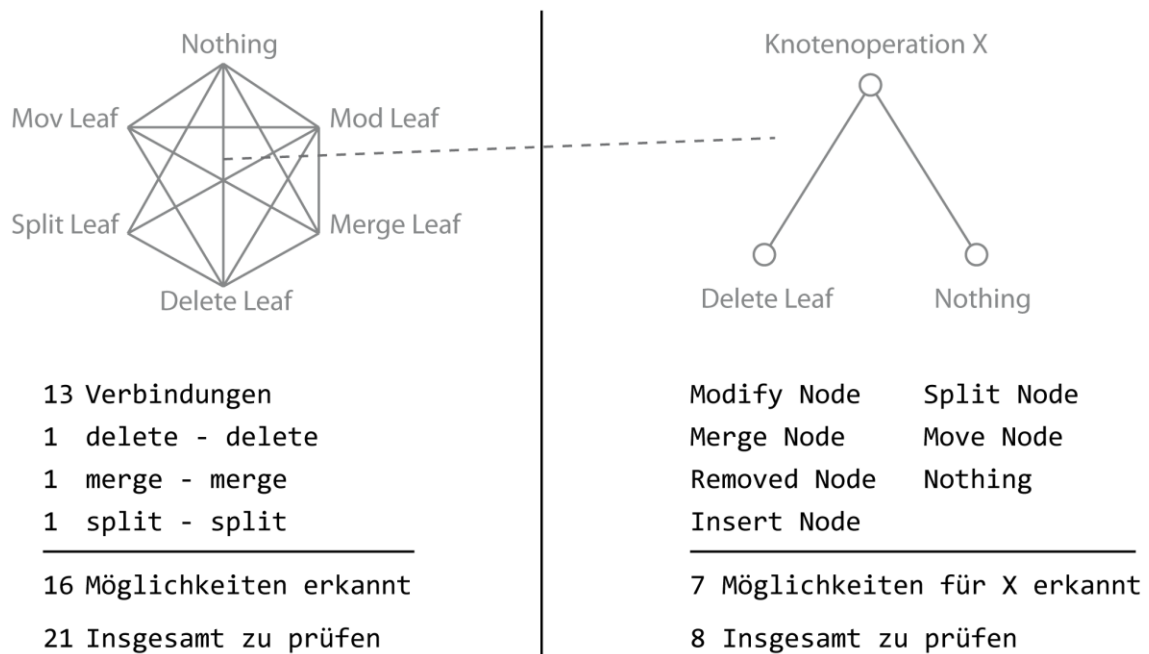 Nothing
Mov Leaf
Mod Leaf
Split Leaf
Merge Leaf
Delete Leaf
13 Verbindungen
1 delete - delete
1 merge - merge
1 split - split
16 Möglichkeiten erkannt
21 Insgesamt zu prüfen
Knotenoperation X
Delete Leaf
Nothing
Modify Node Split Node
Merge Node Move Node
Removed Node Nothing
Insert Node
7 Möglichkeiten für X erkannt
8 Insgesamt zu prüfen